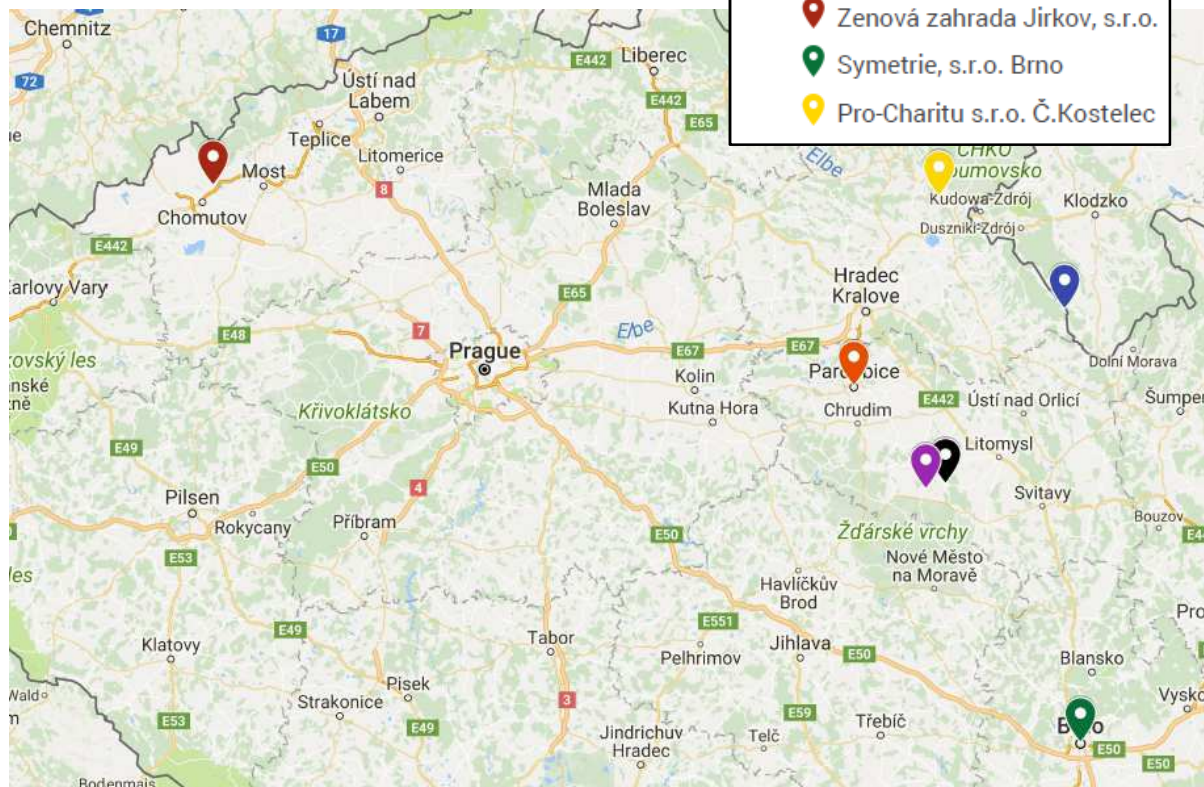 Zenová zahrada Jirkov, s.r.o.
Symetrie, s.r.o. Brno
Pro-Charitu s.r.o. Č.Kostelec
Chemnitz
17
72
Ústí nad
Labem
Liberec
E442
E442
E65
Teplice
Litomerice
Most
8
Chomutov
E442
Mlada
Boleslav
Elbe
CHKO
Kudowa-Zdrój
Duszniki-Zdrój
Klodzko
Karlovy Vary
E48
7
E65
Prague
Elbe
E67
E67
Hradec
Kralove
Kolin
Kutna Hora
Pardubice
Chrudim
E442
Ústí nad Orlicí
Dolní Morava
Litomysl
Svitavy
Křivoklátsko
E49
E50
Pilsen
Rokycany
4
Příbram
E53
E50
Žďárské vrchy
Nové Město
na Moravě
Bouzov
Havlíčkův
Brod
E551
Pelhrimov
Jihlava
E50
Klatovy
E49
Tabor
Blansko
Strakonice
Pisek
E49
3
E53
Jindrichuv
Hradec
E59
Telč
Třebíč
Brno
E50
E50